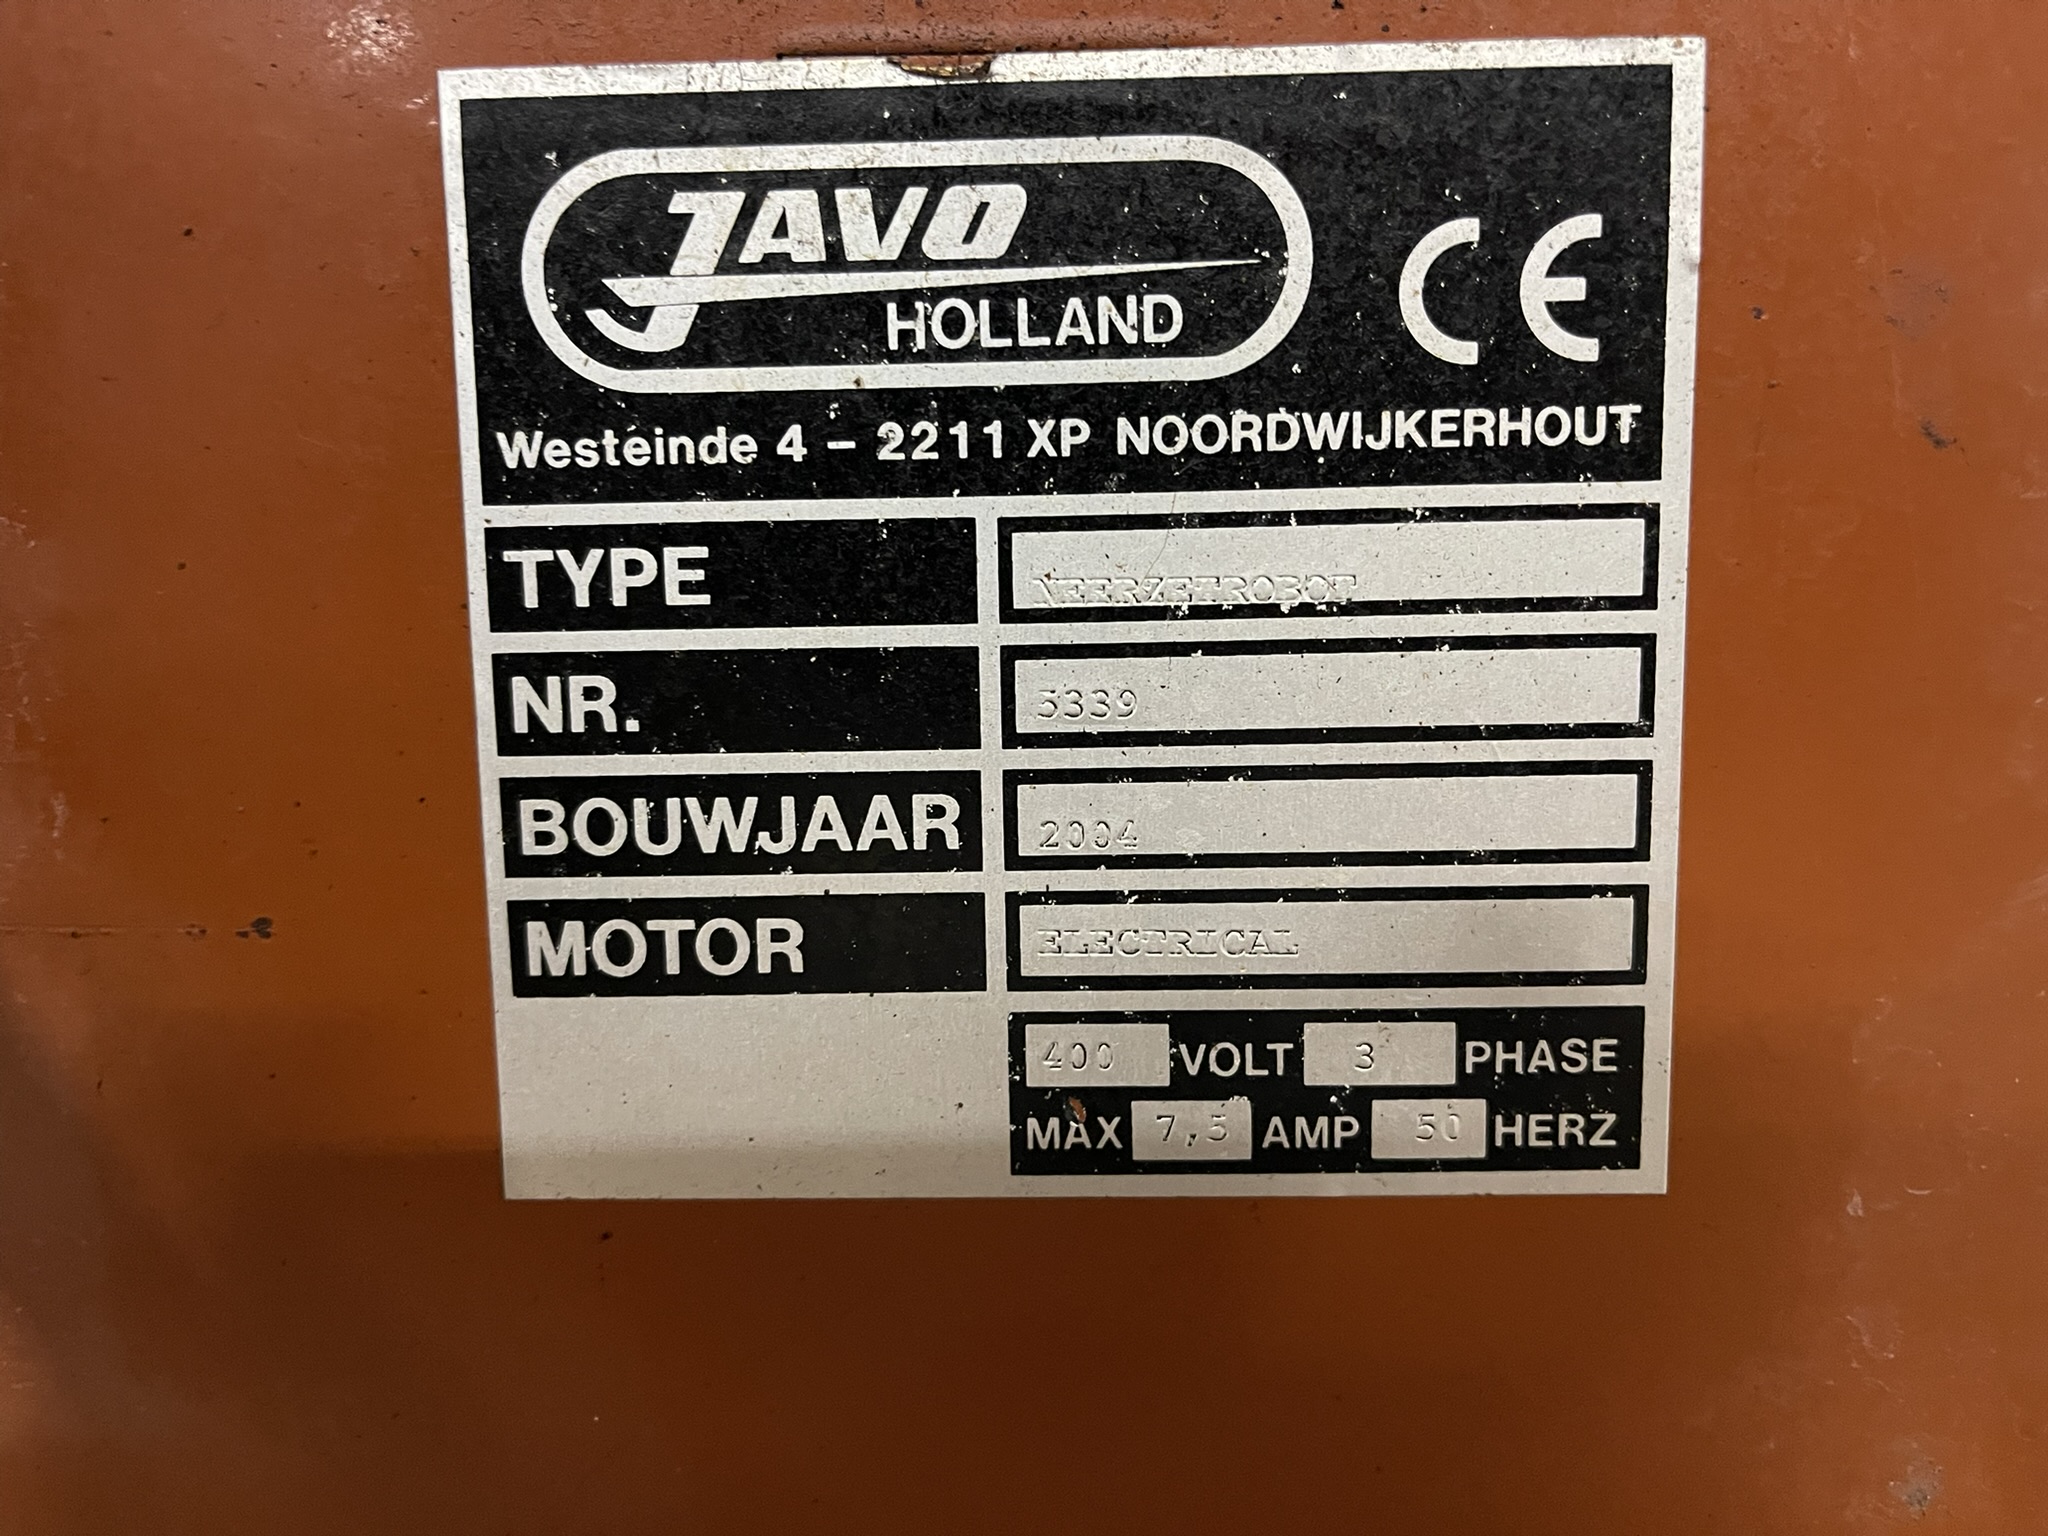 JAVO
HOLLAND
CE
Westeinde 4 – 2211 XP NOORDWIJKERHOUT
TYPE NEERZETROBOT
NR. 5339
BOUWJAAR 2004
MOTOR ELECTRICAL
400 VOLT 3 PHASE
MAX 7,5 AMP 50 HERZ